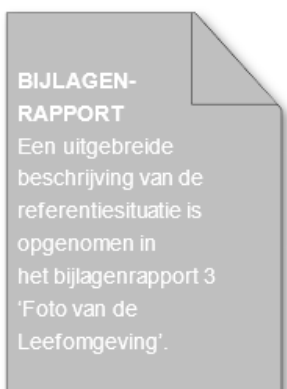 BIJLAGEN-
RAPPORT
Een uitgebreide
beschrijving van de
referentiesituatie is
opgenomen in
het bijlagenrapport 3
‘Foto van de
Leefomgeving’.